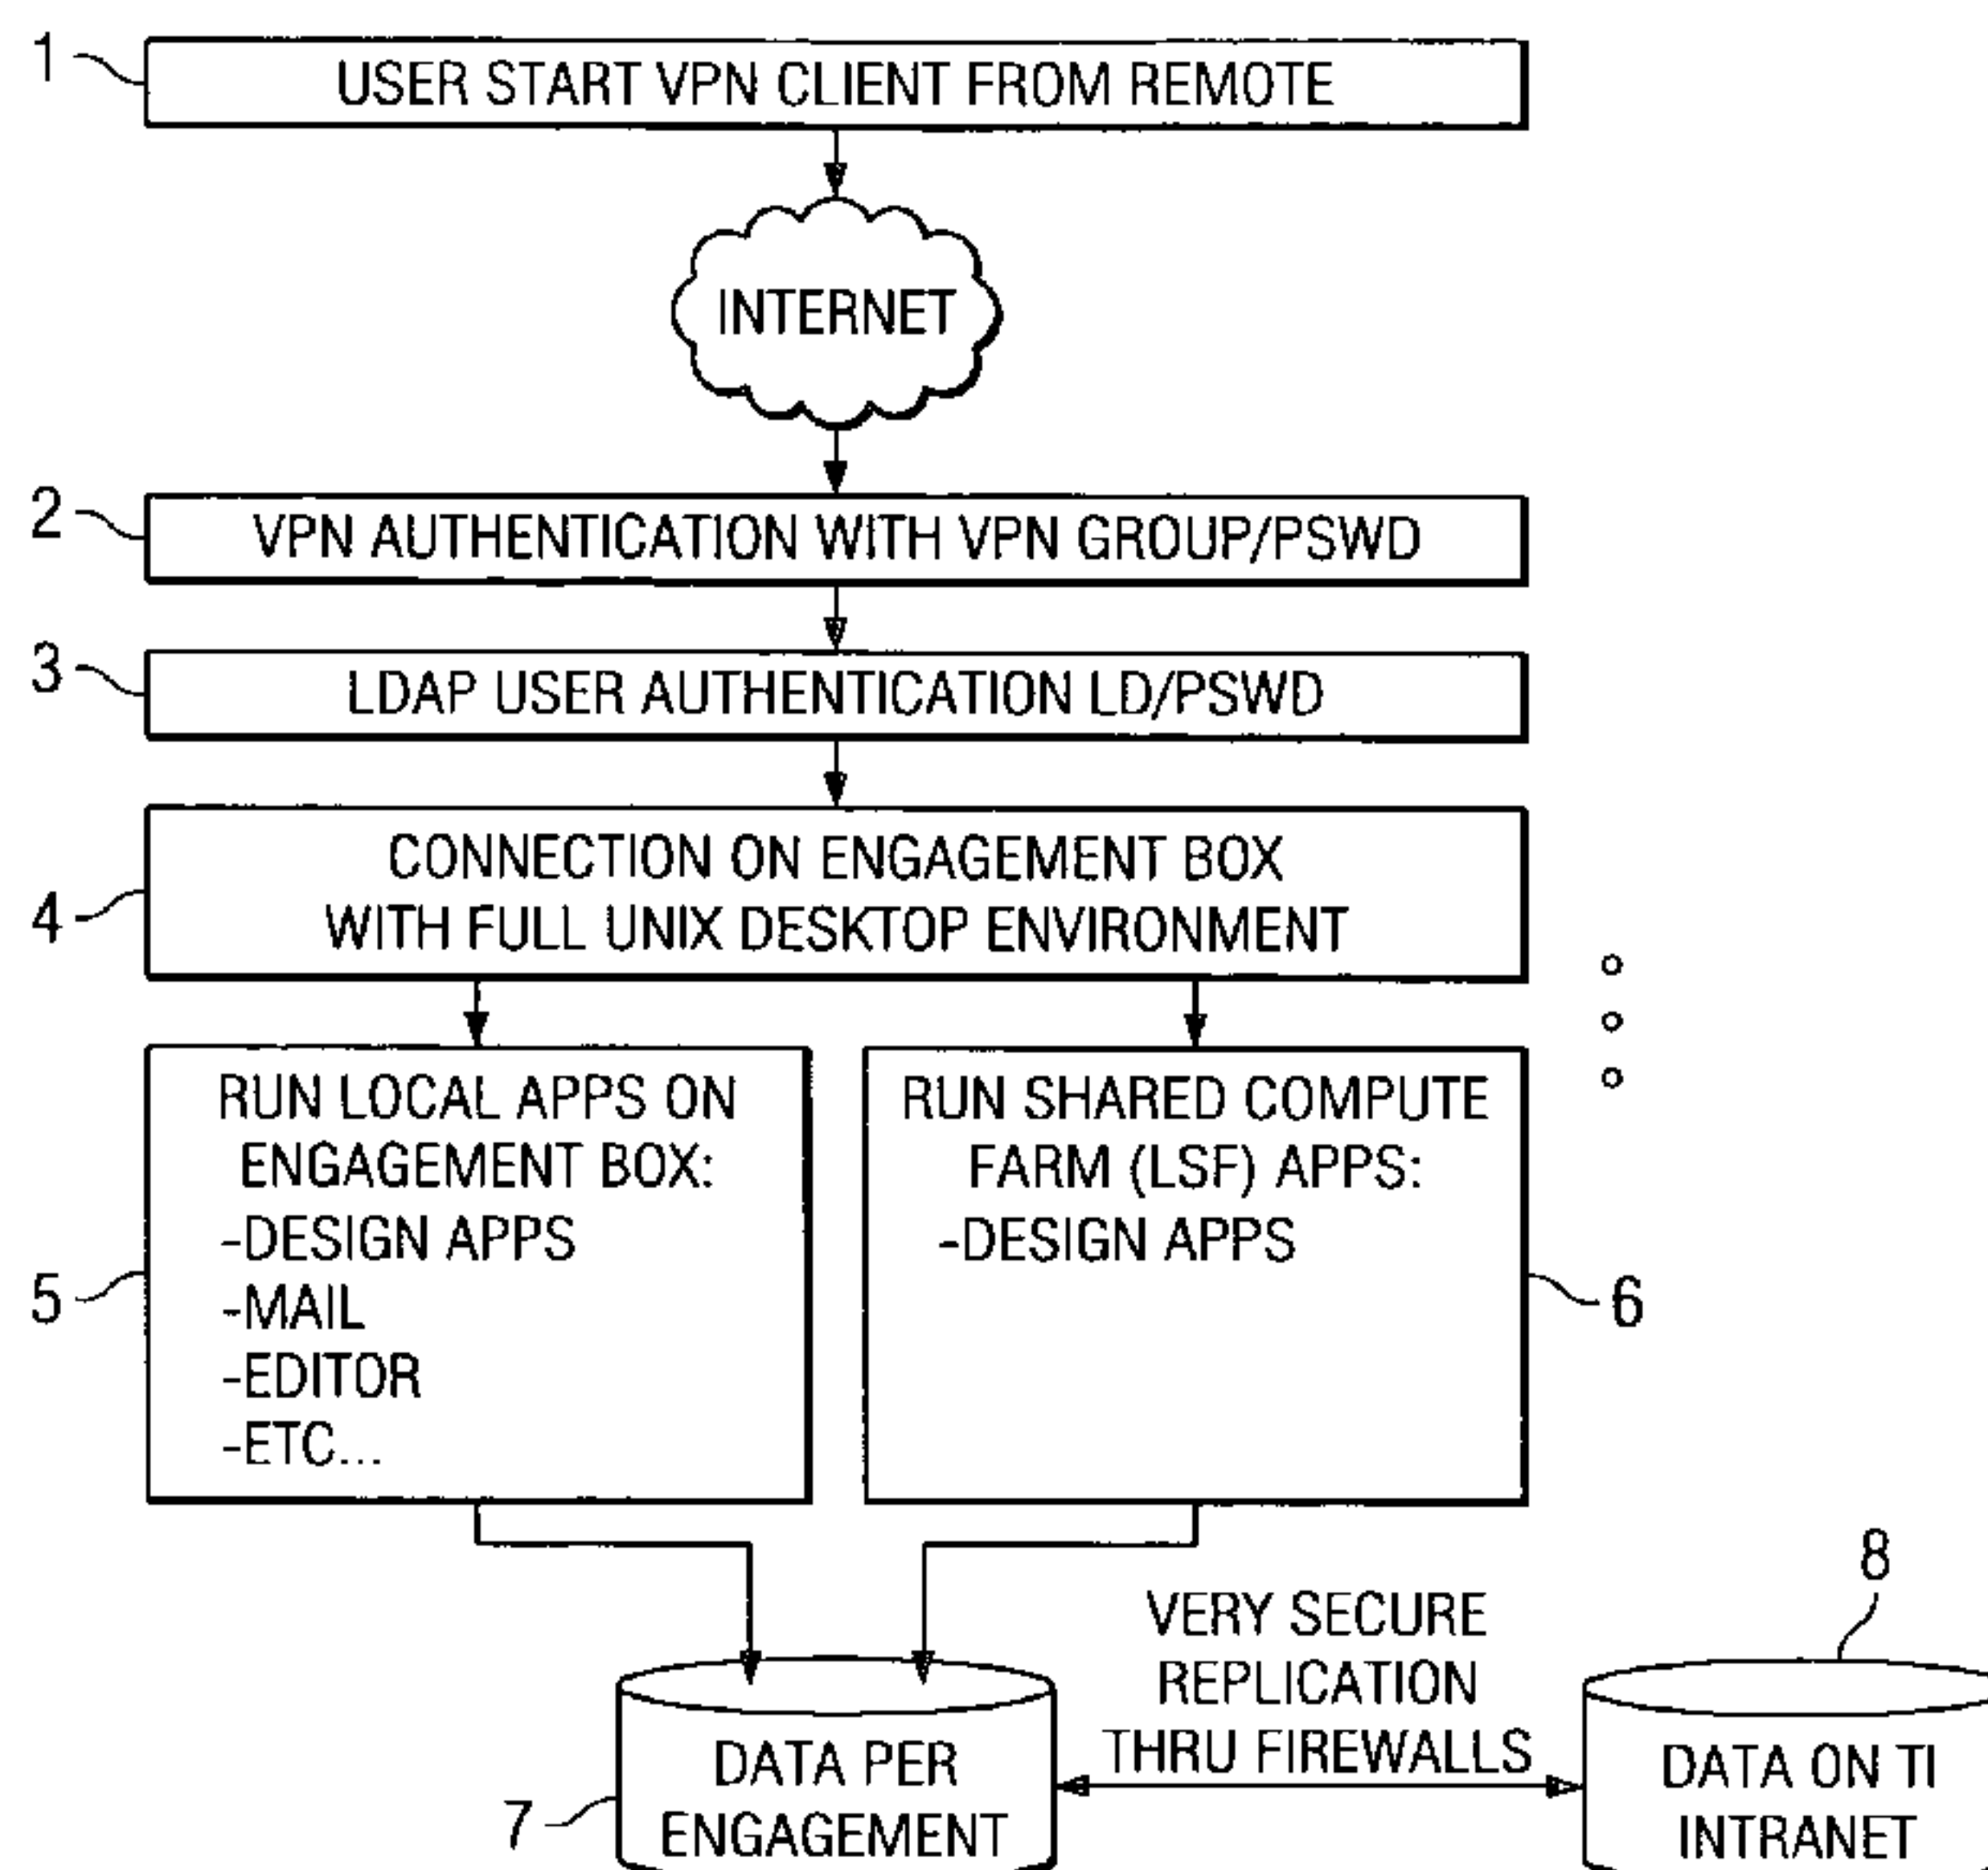 1
USER START VPN CLIENT FROM REMOTE
INTERNET
2
VPN AUTHENTICATION WITH VPN GROUP/PSWD
3
LDAP USER AUTHENTICATION LD/PSWD
4
CONNECTION ON ENGAGEMENT BOX
WITH FULL UNIX DESKTOP ENVIRONMENT
5
RUN LOCAL APPS ON
ENGAGEMENT BOX:
-DESIGN APPS
-MAIL
-EDITOR
-ETC...
RUN SHARED COMPUTE
FARM (LSF) APPS:
-DESIGN APPS
6
7
DATA PER
ENGAGEMENT
VERY SECURE
REPLICATION
THRU FIREWALLS
8
DATA ON TI
INTRANET